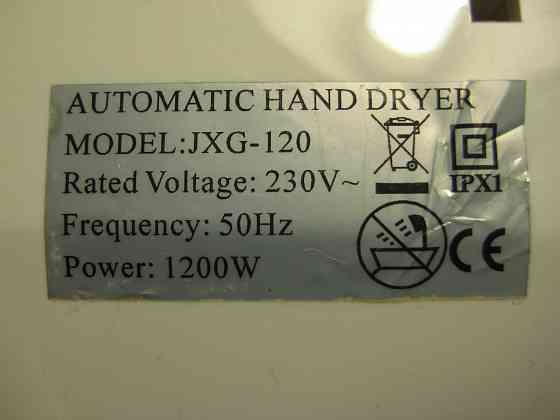 AUTOMATIC HAND DRYER
MODEL:JXG-120
Rated Voltage: 230V~
IPX1
Frequency: 50Hz
Power: 1200W
CE